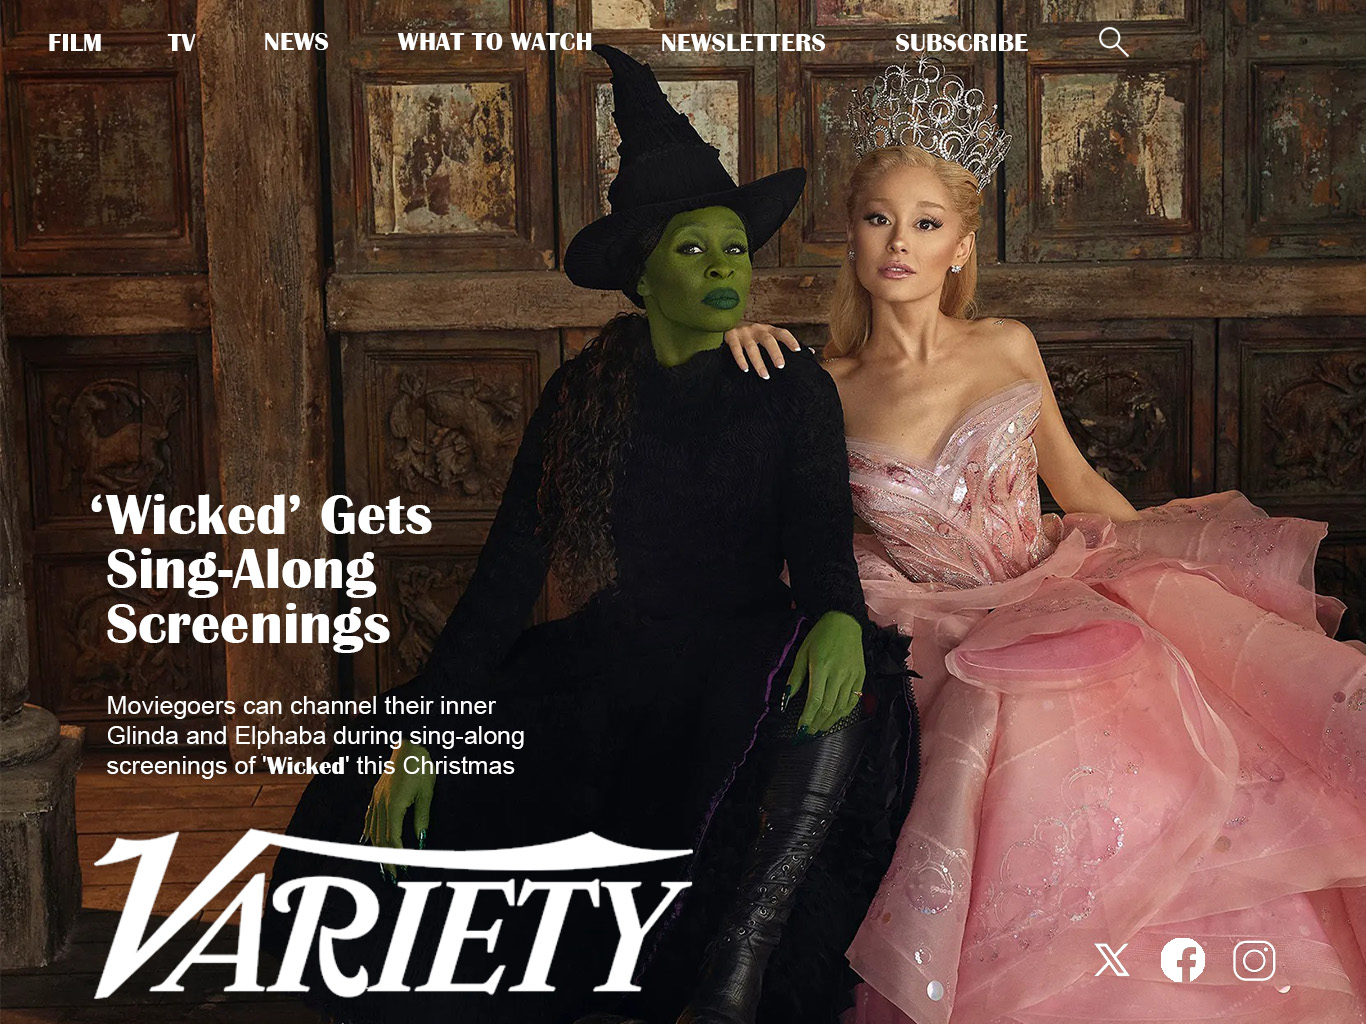 FILM TV NEWS WHAT TO WATCH NEWSLETTERS SUBSCRIBE
‘Wicked’ Gets
Sing-Along
Screenings
Moviegoers can channel their inner
Glinda and Elphaba during sing-along
screenings of 'Wicked' this Christmas
VARIETY